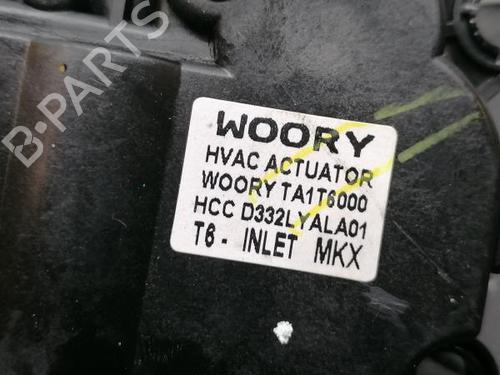 B-PARTS
WOORY
HVAC ACTUATOR
WOORY TA1T6000
HCC D332LYALA01
T6 - INLET MKX